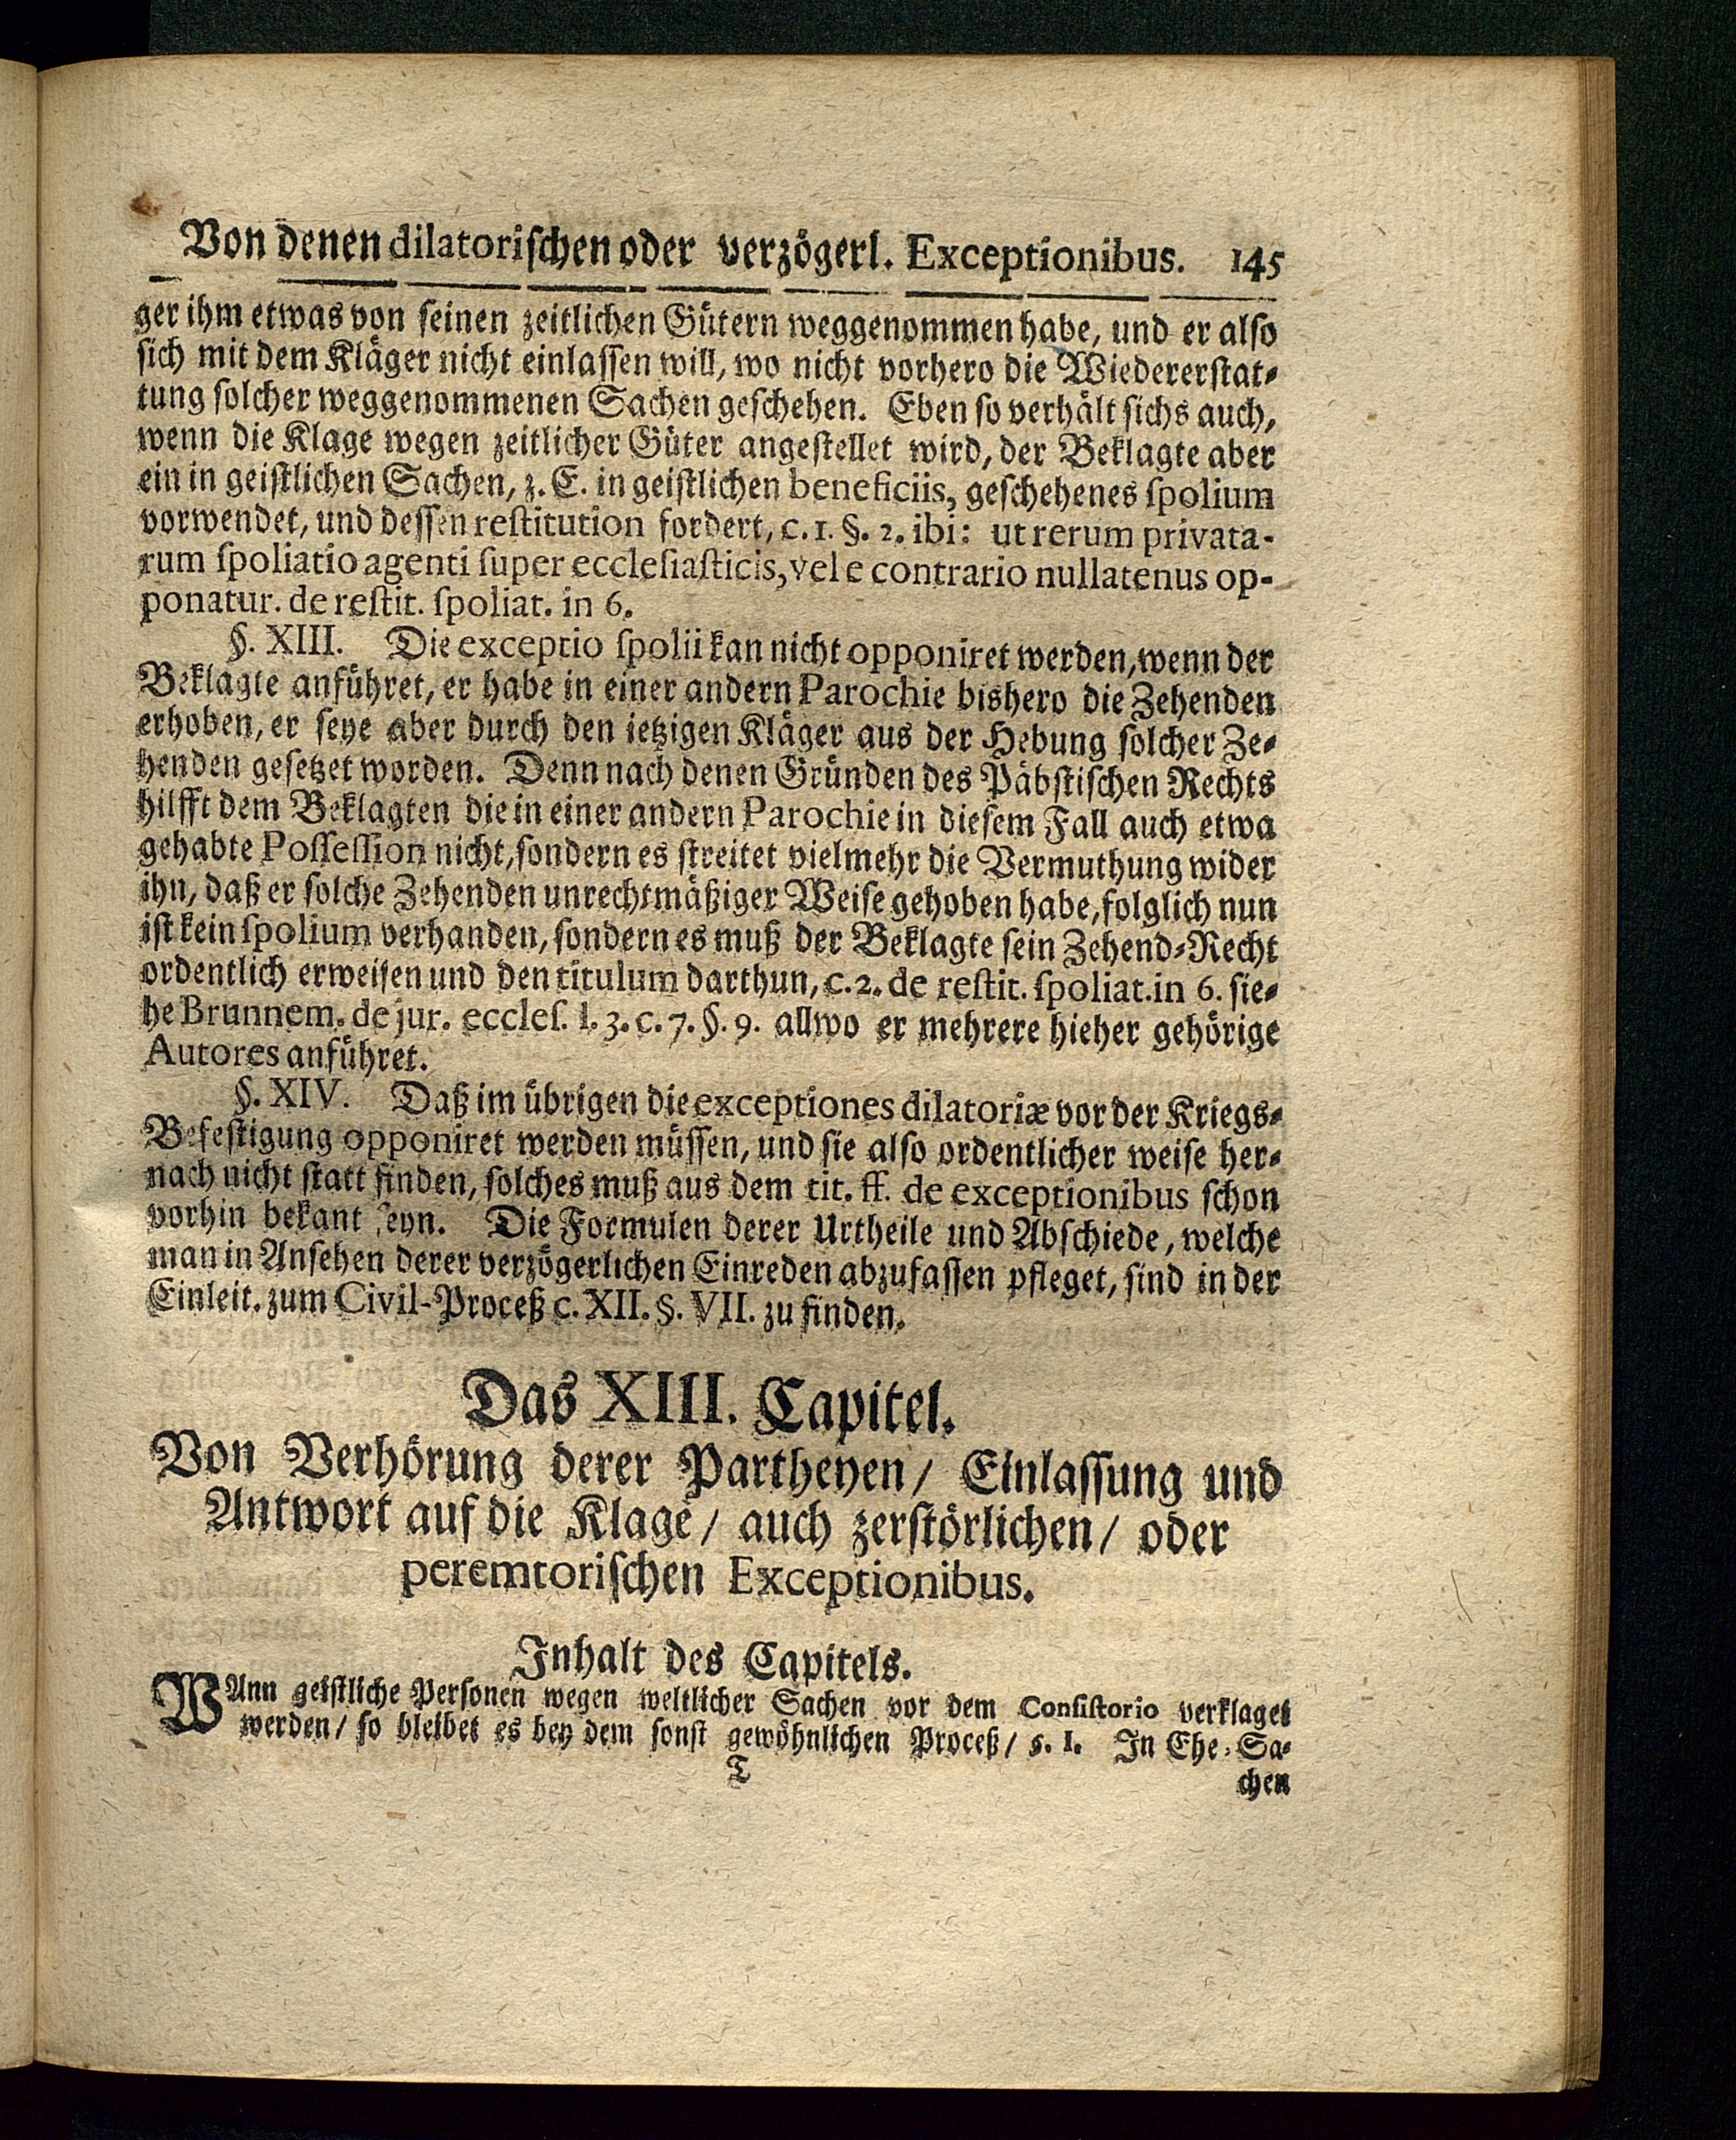 Von denen dilatorischen oder verzögerl. Exceptionibus. 145
ger ihm etwas von seinen zeitlichen Gütern weggenommen habe, und er also
sich mit dem Kläger nicht einlassen will, wo nicht vorhero die Wiedererstat-
tung solcher weggenommenen Sachen geschehen. Eben so verhält sichs auch,
wenn die Klage wegen zeitlicher Güter angestellet wird, der Beklagte aber
ein in geistlichen Sachen, z. E. in geistlichen beneficiis, geschehenes spolium
vorwendet, und dessen restitution fordert, c. 1. §. 2. ibi: ut rerum privata-
rum spoliatio agenti super ecclesiasticis, vel e contrario nullatenus op-
ponatur. de restit. spoliat. in 6.
§. XIII. Die exceptio spolii kan nicht opponiret werden, wenn der
Beklagte anführet, er habe in einer andern Parochie bishero die Zehenden
erhoben, er seye aber durch den ietzigen Kläger aus der Hebung solcher Ze-
henden gesetzet worden. Denn nach denen Gründen des Päbstischen Rechts
hilfft dem Beklagten die in einer andern Parochie in diesem Fall auch etwa
gehabte Possession nicht, sondern es streitet vielmehr die Vermuthung wider
ihn, daß er solche Zehenden unrechtmäßiger Weise gehoben habe, folglich nun
ist kein spolium verhanden, sondern es muß der Beklagte sein Zehend-Recht
ordentlich erweisen und den titulum darthun, c. 2. de restit. spoliat. in 6. sie-
he Brunnem. de jur. eccles. l. 3. c. 7. §. 9. allwo er mehrere hieher gehörige
Autores anführet.
§. XIV. Daß im übrigen die exceptiones dilatoriæ vor der Kriegs-
Befestigung opponiret werden müssen, und sie also ordentlicher weise her-
nach nicht statt finden, solches muß aus dem tit. ff. de exceptionibus schon
vorhin bekant seyn. Die Formulen derer Urtheile und Abschiede, welche
man in Ansehen derer verzögerlichen Einreden abzufassen pfleget, sind in der
Einleit. zum Civil-Proceß c. XII. §. VII. zu finden.
Das XIII. Capitel.
Von Verhörung derer Partheyen/ Einlassung und
Antwort auf die Klage/ auch zerstörlichen/ oder
peremtorischen Exceptionibus.
Inhalt des Capitels.
WAnn geistliche Personen wegen weltlicher Sachen vor dem Consistorio verklaget
werden/ so bleibet es bey dem sonst gewöhnlichen Proceß/ §. I. In Ehe-Sa-
T
chen